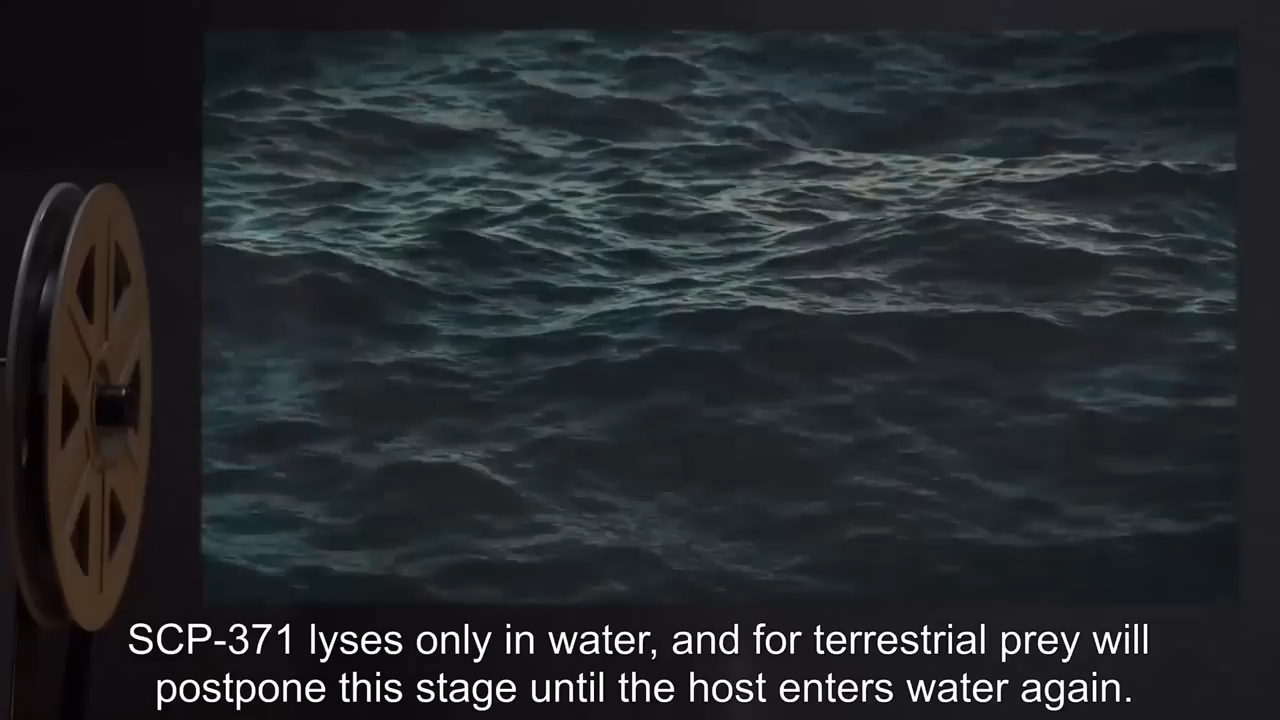 SCP-371 lyses only in water, and for terrestrial prey will
postpone this stage until the host enters water again.